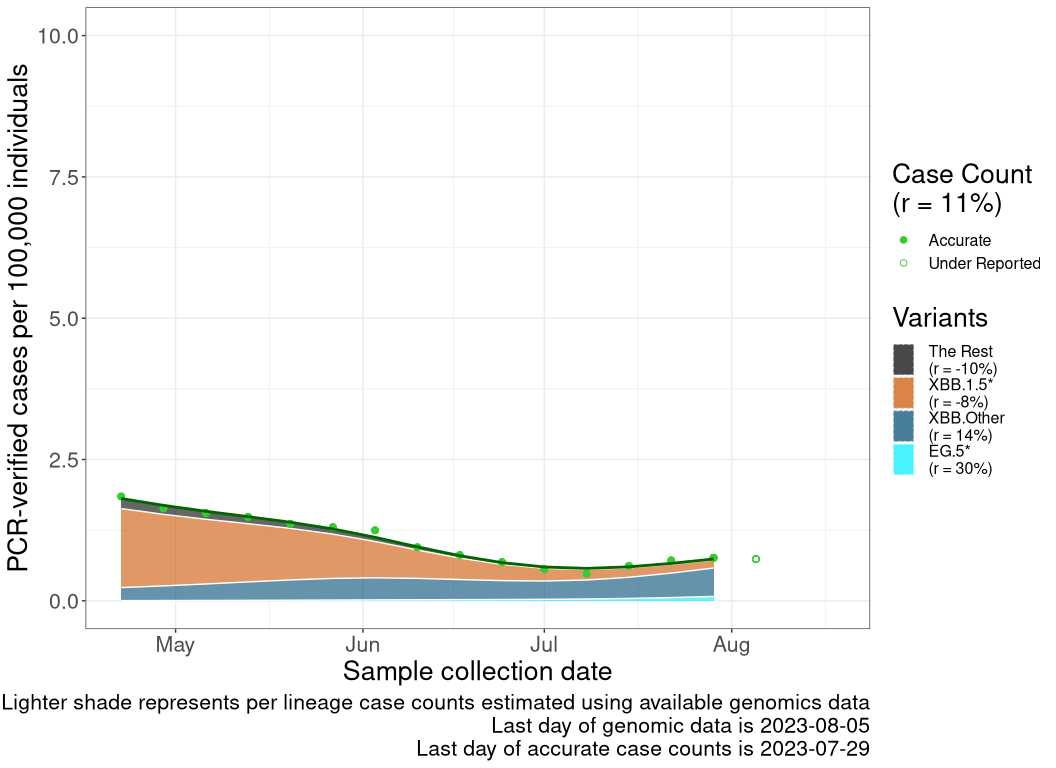 10.0
7.5
5.0
2.5
0.0
PCR-verified cases per 100,000 individuals
May
Jun
Jul
Aug
Sample collection date
Case Count
(r = 11%)
Accurate
Under Reported
Variants
The Rest
(r = -10%)
XBB.1.5*
(r = -8%)
XBB.Other
(r = 14%)
EG.5*
(r = 30%)
Lighter shade represents per lineage case counts estimated using available genomics data
Last day of genomic data is 2023-08-05
Last day of accurate case counts is 2023-07-29